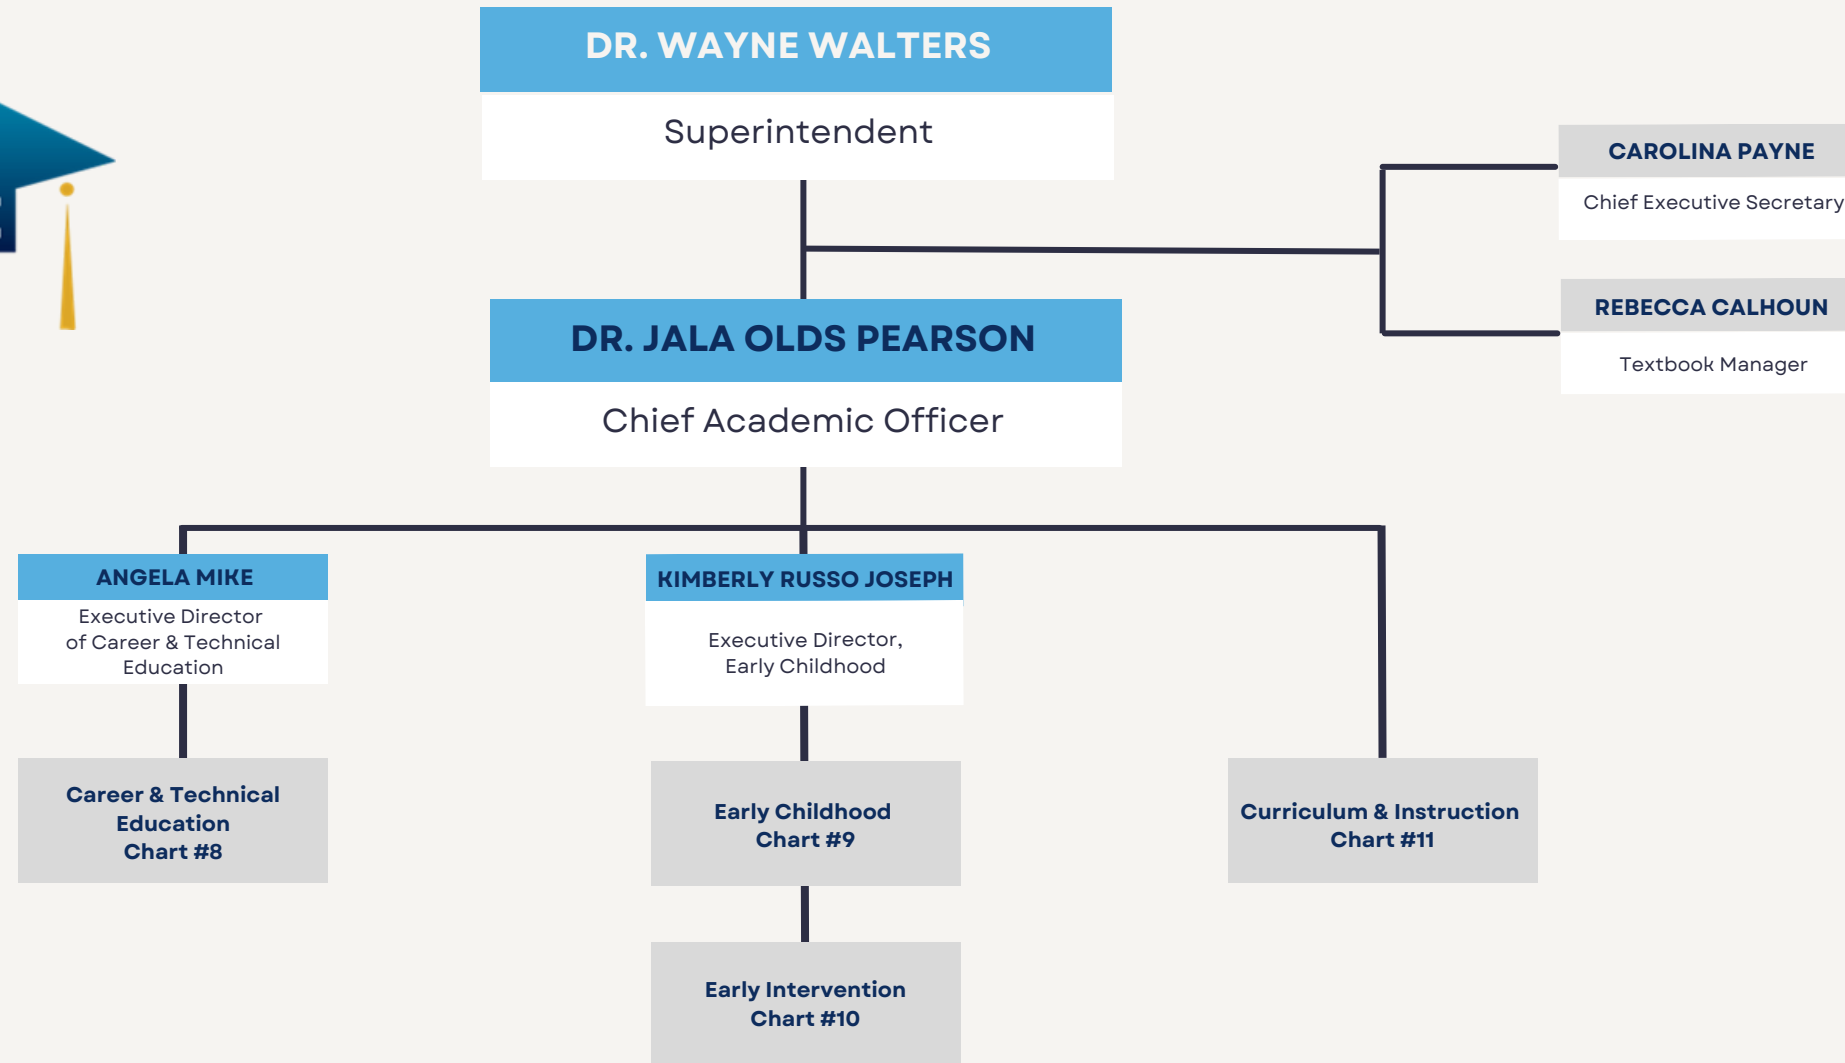 DR. WAYNE WALTERS
Superintendent
CAROLINA PAYNE
Chief Executive Secretary
REBECCA CALHOUN
Textbook Manager
DR. JALA OLDS PEARSON
Chief Academic Officer
ANGELA MIKE
Executive Director
of Career & Technical
Education
KIMBERLY RUSSO JOSEPH
Executive Director,
Early Childhood
Career & Technical
Education
Chart #8
Early Childhood
Chart #9
Curriculum & Instruction
Chart #11
Early Intervention
Chart #10